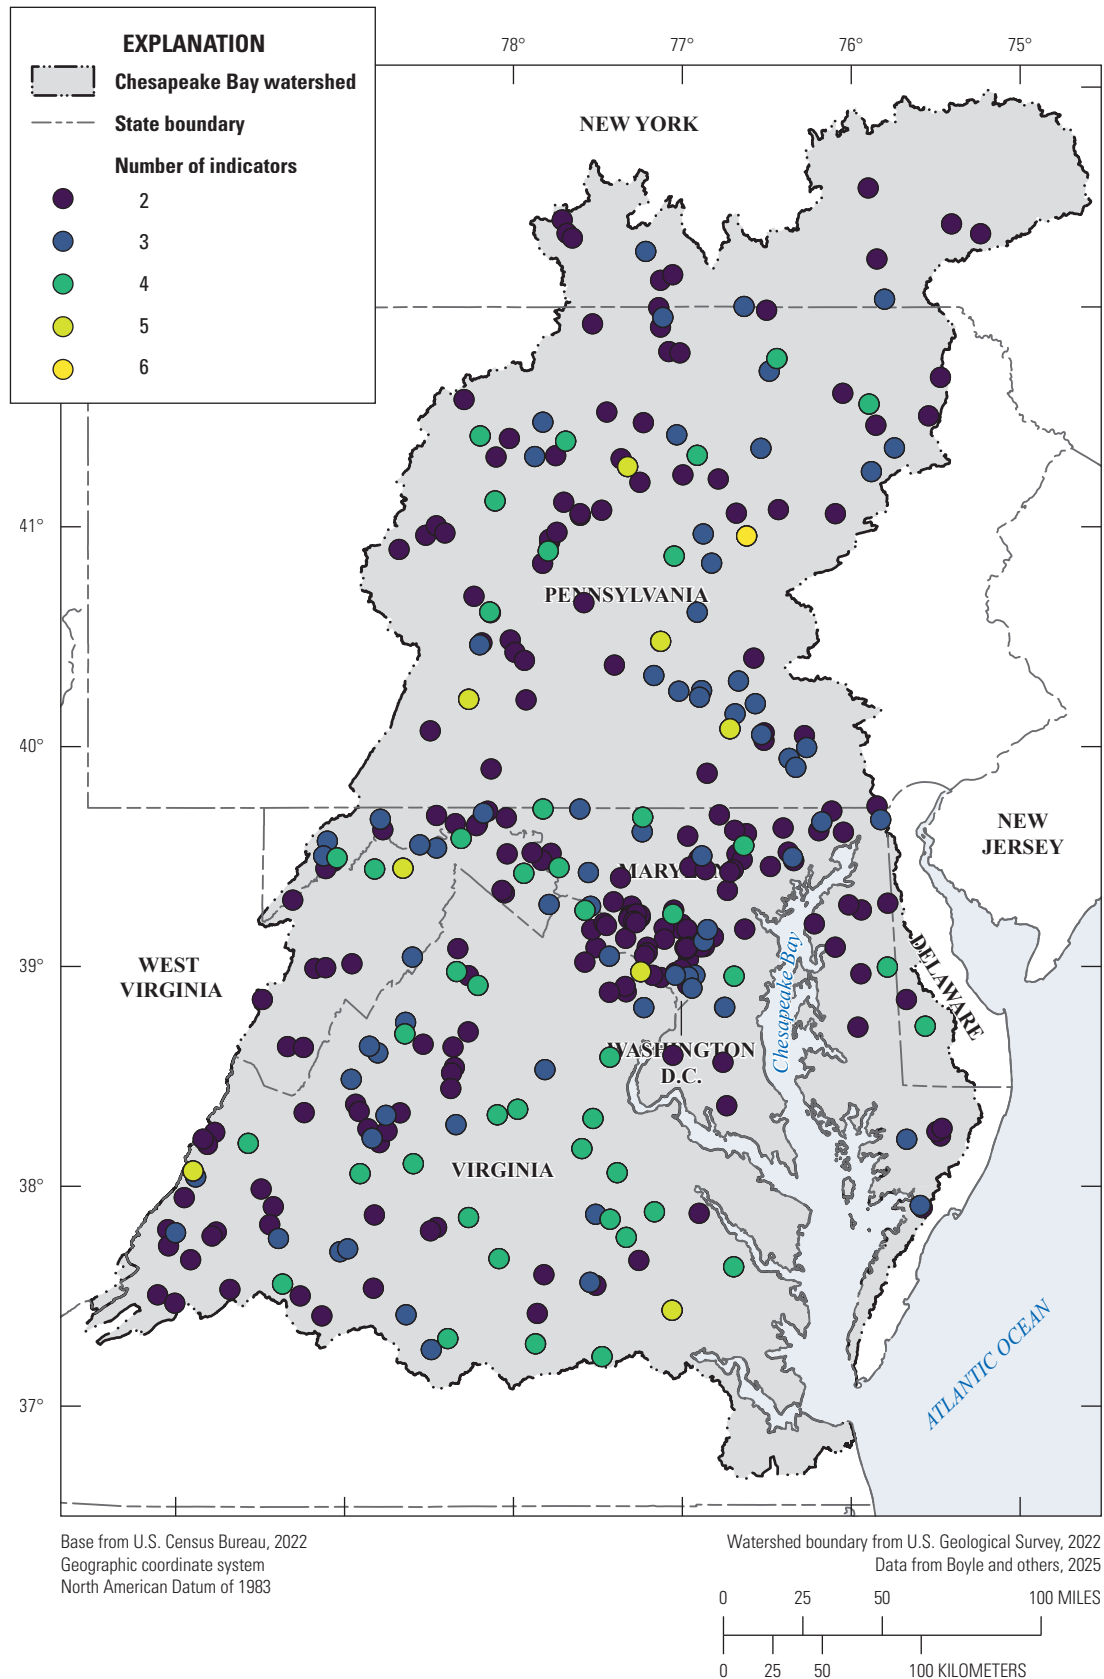 EXPLANATION
Chesapeake Bay watershed
State boundary
Number of indicators
2
3
4
5
6
78°
77°
76°
75°
NEW YORK
41°
PENNSYLVANIA
40°
NEW
JERSEY
MARYLAND
39°
WEST
VIRGINIA
DELAWARE
Chesapeake Bay
WASHINGTON
D.C.
38°
VIRGINIA
37°
ATLANTIC OCEAN
Base from U.S. Census Bureau, 2022
Geographic coordinate system
North American Datum of 1983
Watershed boundary from U.S. Geological Survey, 2022
Data from Boyle and others, 2025
0 25 50 100 MILES
0 25 50 100 KILOMETERS